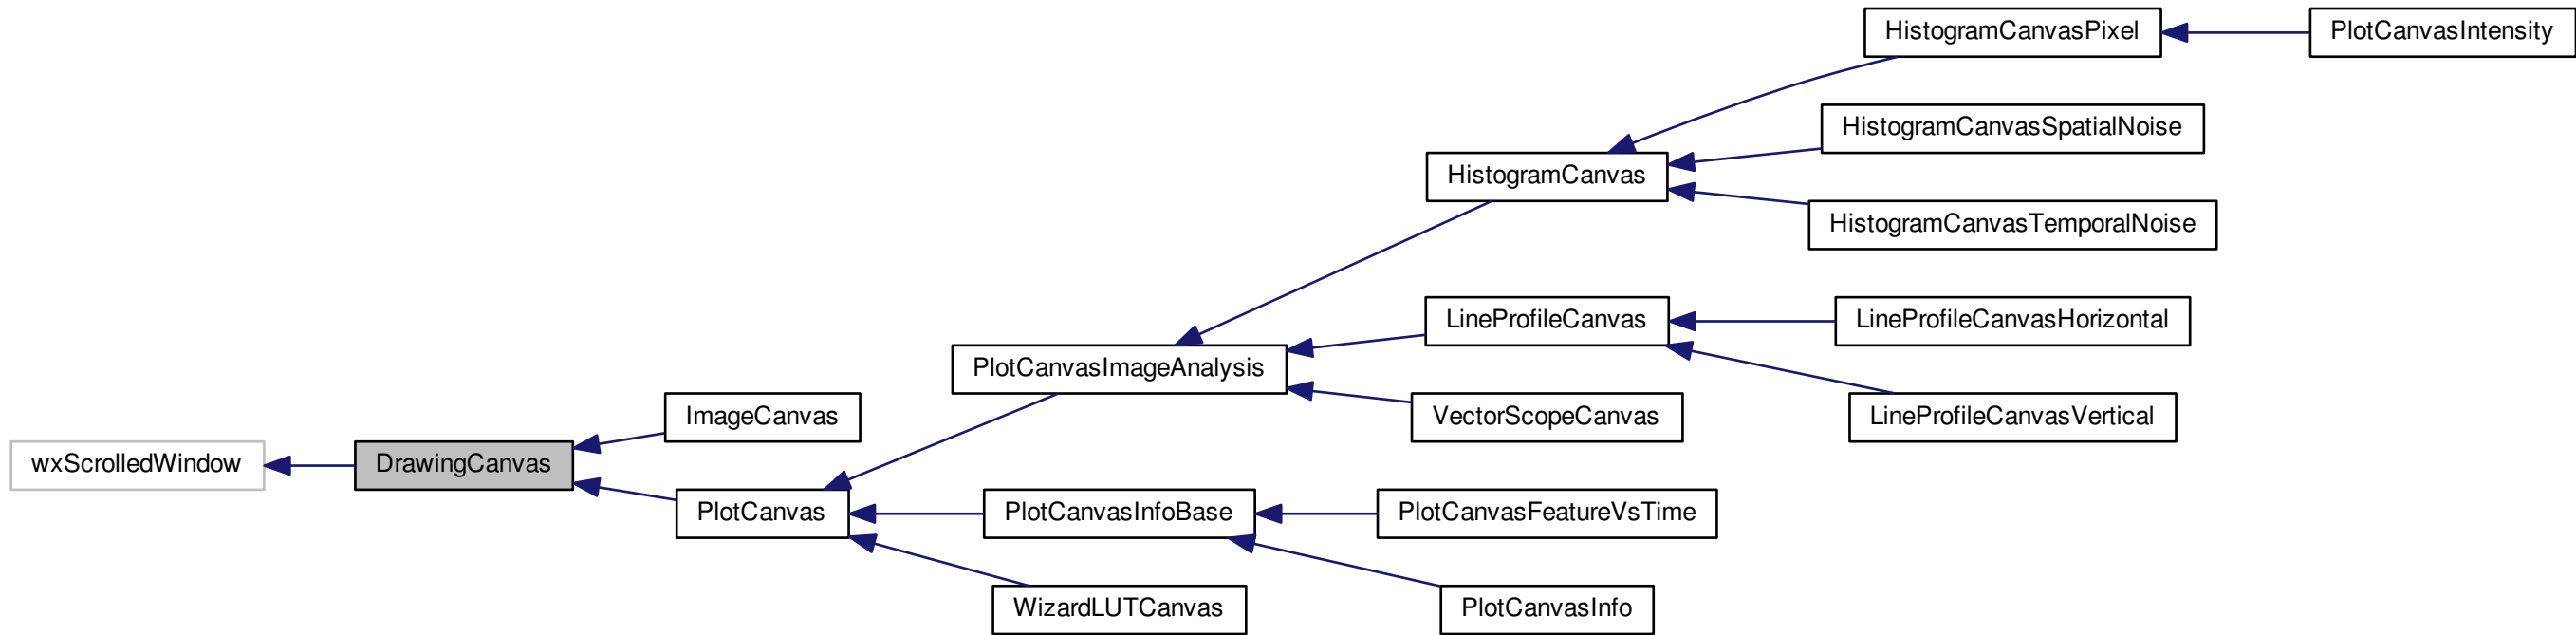 HistogramCanvasPixel
PlotCanvasIntensity
HistogramCanvasSpatialNoise
HistogramCanvas
HistogramCanvasTemporalNoise
LineProfileCanvas
LineProfileCanvasHorizontal
PlotCanvasImageAnalysis
ImageCanvas
VectorScopeCanvas
LineProfileCanvasVertical
wxScrolledWindow
DrawingCanvas
PlotCanvas
PlotCanvasInfoBase
PlotCanvasFeatureVsTime
WizardLUTCanvas
PlotCanvasInfo